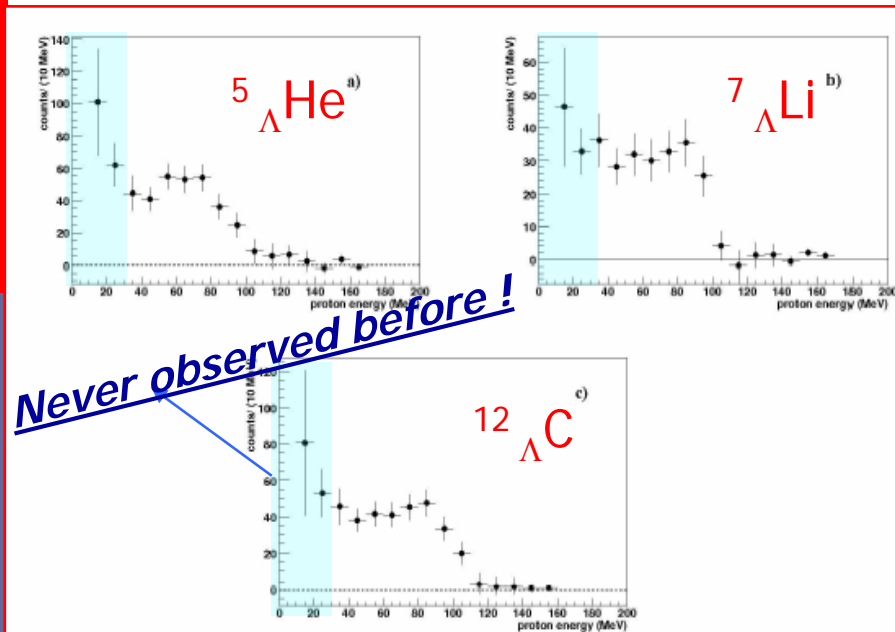 140
120
100
80
60
40
20
0
counts/ (10 MeV)
5ΛHe
a)
0 20 40 60 80 100 120 140 160 180 200
proton energy (MeV)
60
50
40
30
20
10
0
counts/ (10 MeV)
7ΛLi
b)
0 20 40 60 80 100 120 140 160 180 200
proton energy (MeV)
Never observed before !
120
100
80
60
40
20
0
counts/ (10 MeV)
12ΛC
c)
0 20 40 60 80 100 120 140 160 180 200
proton energy (MeV)